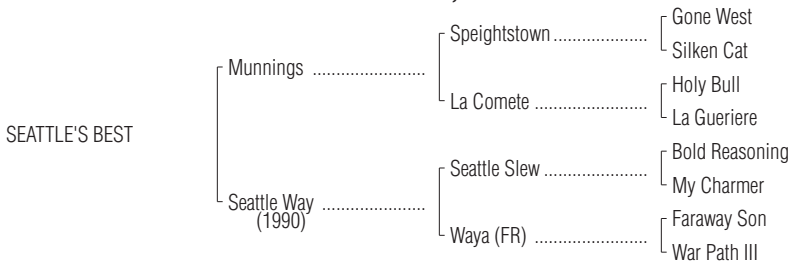 Gone West
Speightstown ........................
Silken Cat
Munnings ........................
Holy Bull
La Comete ........................
La Gueriere
SEATTLE'S BEST
Bold Reasoning
Seattle Slew ........................
My Charmer
Seattle Way ........................
(1990)
Faraway Son
Waya (FR) ........................
War Path III